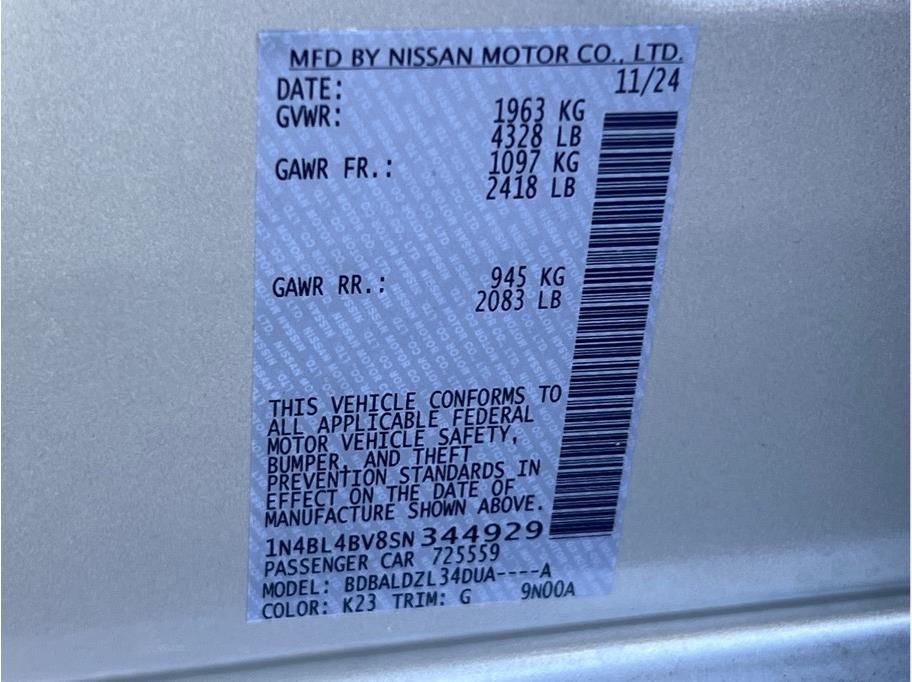 MFD BY NISSAN MOTOR CO., LTD.
DATE: 11/24
GVWR: 1963 KG
4328 LB
GAWR FR.: 1097 KG
2418 LB
GAWR RR.: 945 KG
2083 LB
THIS VEHICLE CONFORMS TO
ALL APPLICABLE FEDERAL
MOTOR VEHICLE SAFETY,
BUMPER, AND THEFT
PREVENTION STANDARDS IN
EFFECT ON THE DATE OF
MANUFACTURE SHOWN ABOVE.
1N4BL4BV8SN344929
PASSENGER CAR 725559
MODEL: BDBALDZL34DUA----A
COLOR: K23 TRIM: G 9N00A